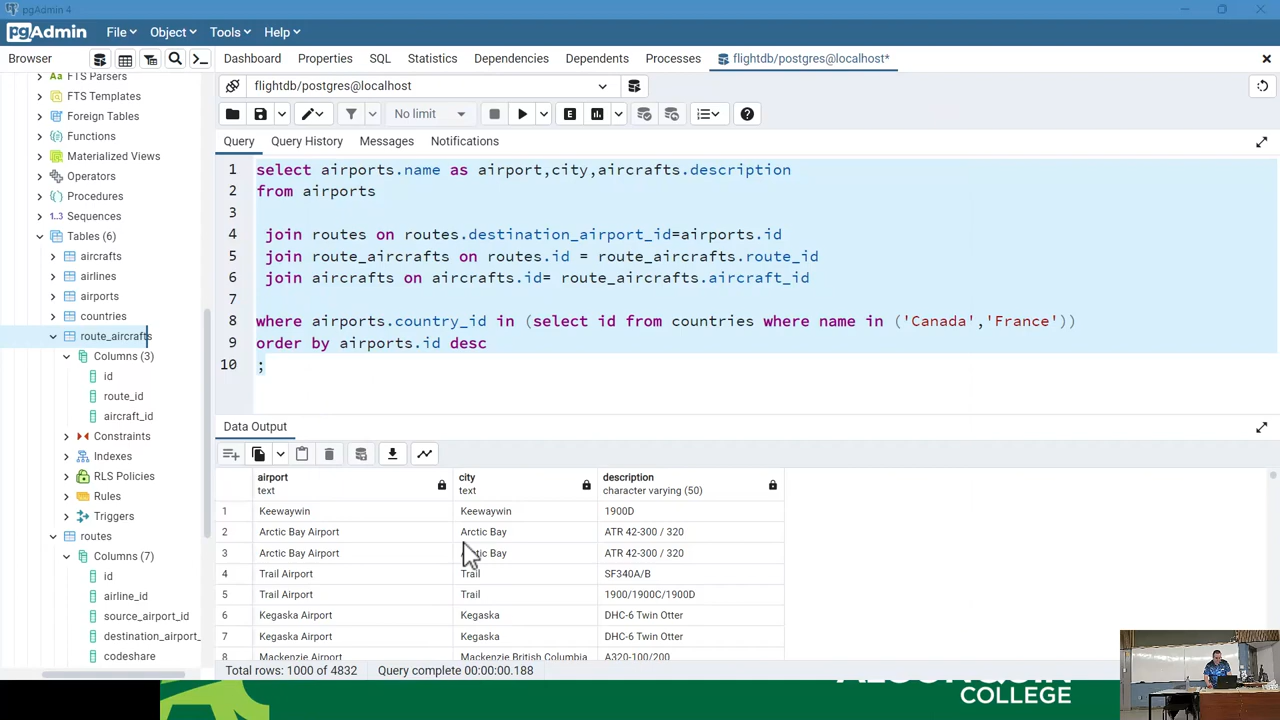 pgAdmin 4
pgAdmin File Object Tools Help
Browser Dashboard Properties SQL Statistics Dependencies Dependents Processes flightdb/postgres@localhost*
FTS Parsers
FTS Templates
Foreign Tables
Functions
Materialized Views
Operators
Procedures
1..3 Sequences
Tables (6)
aircrafts
airlines
airports
countries
route_aircrafts
Columns (3)
id
route_id
aircraft_id
Constraints
Indexes
RLS Policies
Rules
Triggers
routes
Columns (7)
id
airline_id
source_airport_id
destination_airport_
codeshare
flightdb/postgres@localhost
No limit
E
Query Query History Messages Notifications
1 select airports.name as airport,city,aircrafts.description
2 from airports
3
4 join routes on routes.destination_airport_id=airports.id
5 join route_aircrafts on routes.id = route_aircrafts.route_id
6 join aircrafts on aircrafts.id= route_aircrafts.aircraft_id
7
8 where airports.country_id in (select id from countries where name in ('Canada','France'))
9 order by airports.id desc
10 ;
Data Output
airport city description
text text character varying (50)
1 Keewaywin Keewaywin 1900D
2 Arctic Bay Airport Arctic Bay ATR 42-300 / 320
3 Arctic Bay Airport Arctic Bay ATR 42-300 / 320
4 Trail Airport Trail SF340A/B
5 Trail Airport Trail 1900/1900C/1900D
6 Kegaska Airport Kegaska DHC-6 Twin Otter
7 Kegaska Airport Kegaska DHC-6 Twin Otter
8 Mackenzie Airport Mackenzie British Columbia A320-100/200
Total rows: 1000 of 4832 Query complete 00:00:00.188
ALGONQUIN
COLLEGE